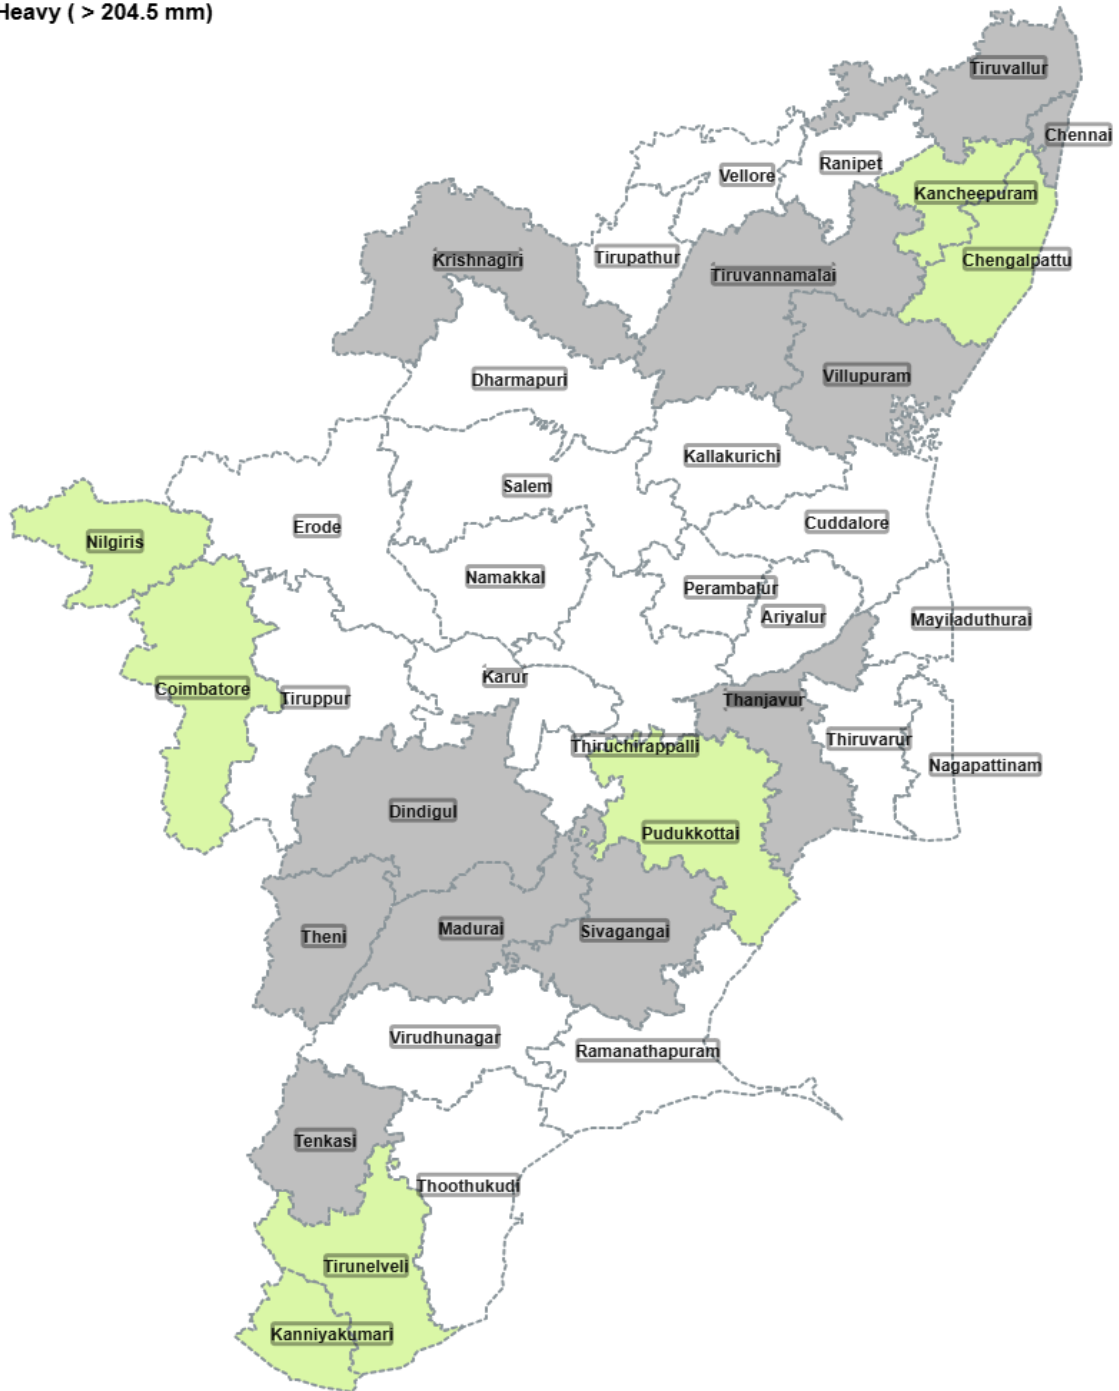 Heavy ( > 204.5 mm)
Tiruvallur
Chennai
Ranipet
Vellore
Kancheepuram
Tirupathur
Krishnagiri
Chengalpattu
Tiruvannamalai
Villupuram
Dharmapuri
Kallakurichi
Salem
Cuddalore
Erode
Nilgiris
Namakkal
Perambalur
Ariyalur
Mayiladuthurai
Karur
Coimbatore
Tiruppur
Thanjavur
Thiruvarur
Thiruchirappalli
Nagapattinam
Dindigul
Pudukkottai
Madurai
Sivagangai
Theni
Virudhunagar
Ramanathapuram
Tenkasi
Thoothukudi
Tirunelveli
Kanniyakumari